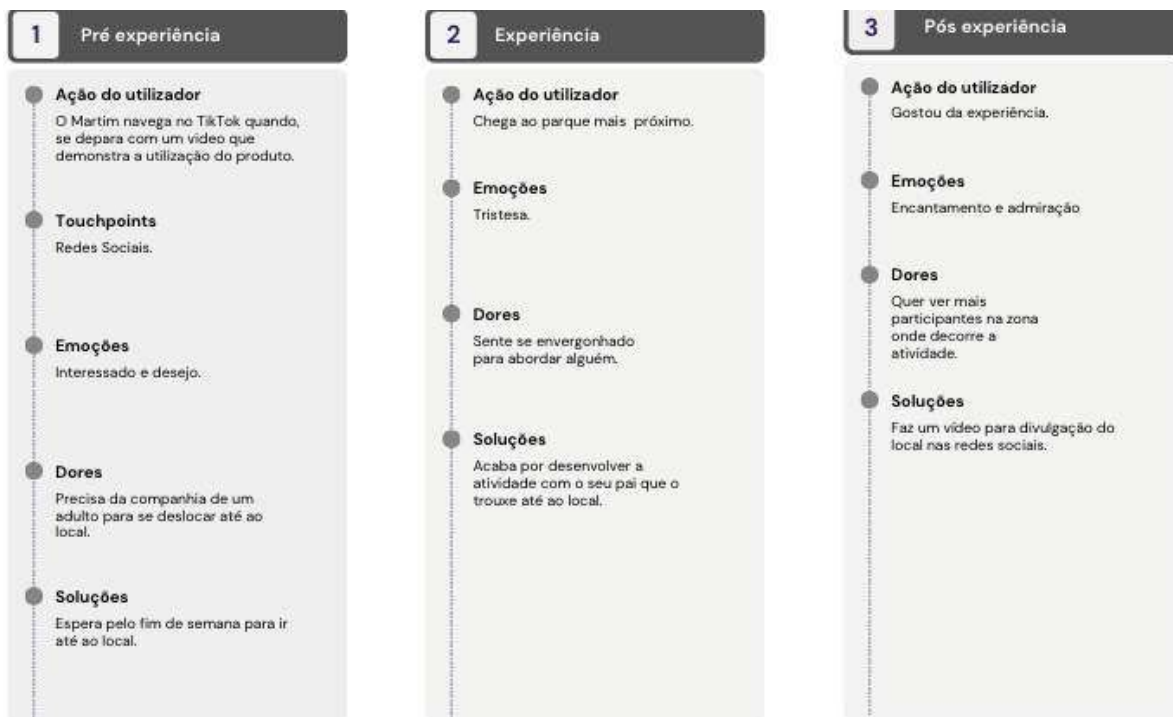 1
Pré experiência
Ação do utilizador
O Martim navega no TikTok quando,
se depara com um video que
demonstra a utilização do produto.
Touchpoints
Redes Sociais.
Emoções
Interessado e desejo.
Dores
Precisa da companhia de um
adulto para se deslocar até ao
local.
Soluções
Espera pelo fim de semana para ir
até ao local.
2
Experiência
Ação do utilizador
Chega ao parque mais próximo.
Emoções
Tristesa.
Dores
Sente se envergonhado
para abordar alguém.
Soluções
Acaba por desenvolver a
atividade com o seu pai que o
trouxe até ao local.
3
Pós experiência
Ação do utilizador
Gostou da experiência.
Emoções
Encantamento e admiração
Dores
Quer ver mais
participantes na zona
onde decorre a
atividade.
Soluções
Faz um vídeo para divulgação do
local nas redes sociais.